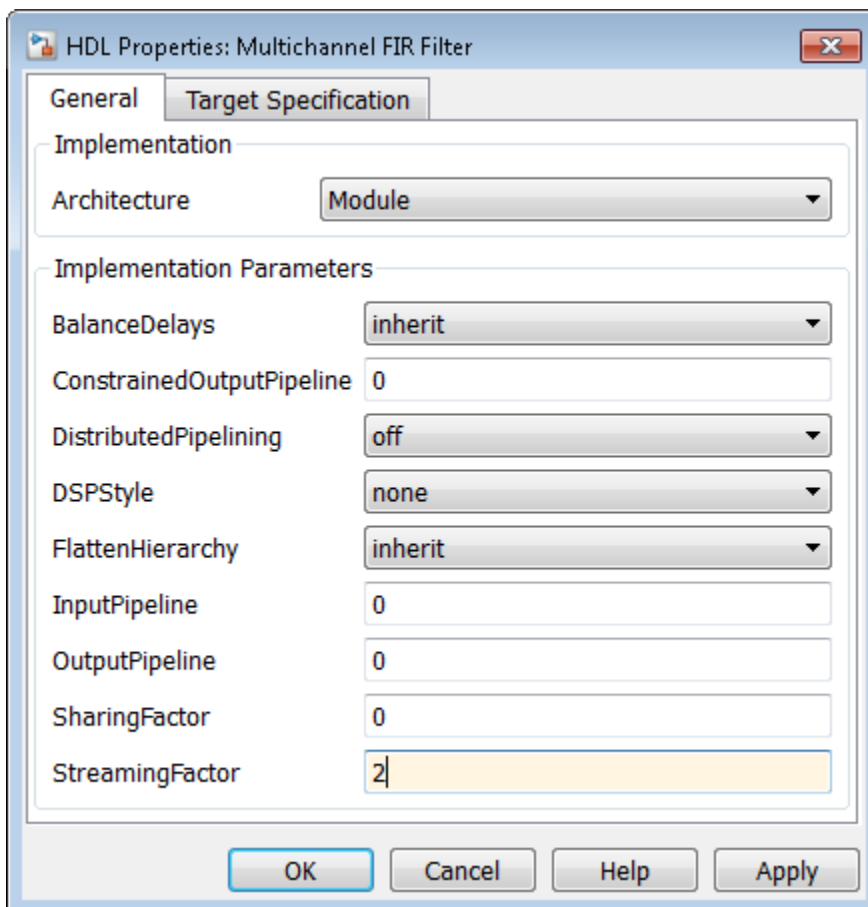 HDL Properties: Multichannel FIR Filter
General Target Specification
Implementation
Architecture Module
Implementation Parameters
BalanceDelays inherit
ConstrainedOutputPipeline 0
DistributedPipelining off
DSPStyle none
FlattenHierarchy inherit
InputPipeline 0
OutputPipeline 0
SharingFactor 0
StreamingFactor 2
OK Cancel Help Apply